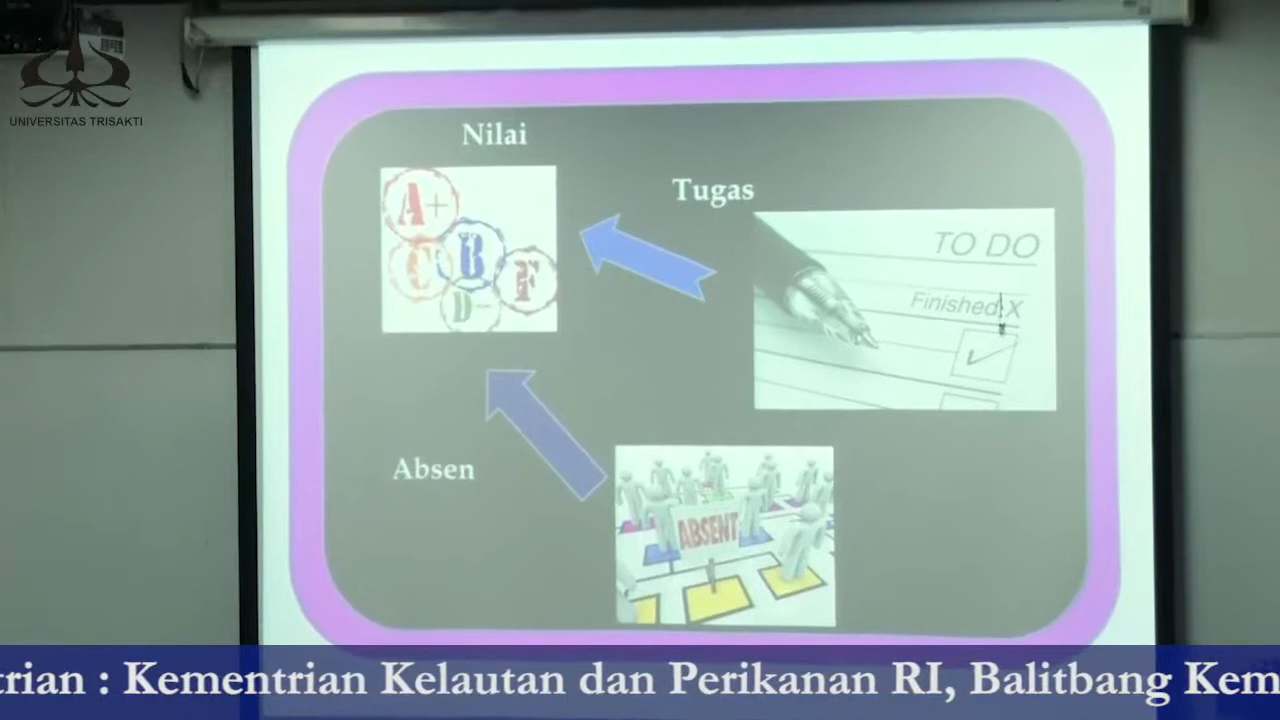 UNIVERSITAS TRISAKTI
Nilai
A+
B
C
D
F
Tugas
TO DO
Finished X
Absen
ABSENT
trian : Kementrian Kelautan dan Perikanan RI, Balitbang Kem